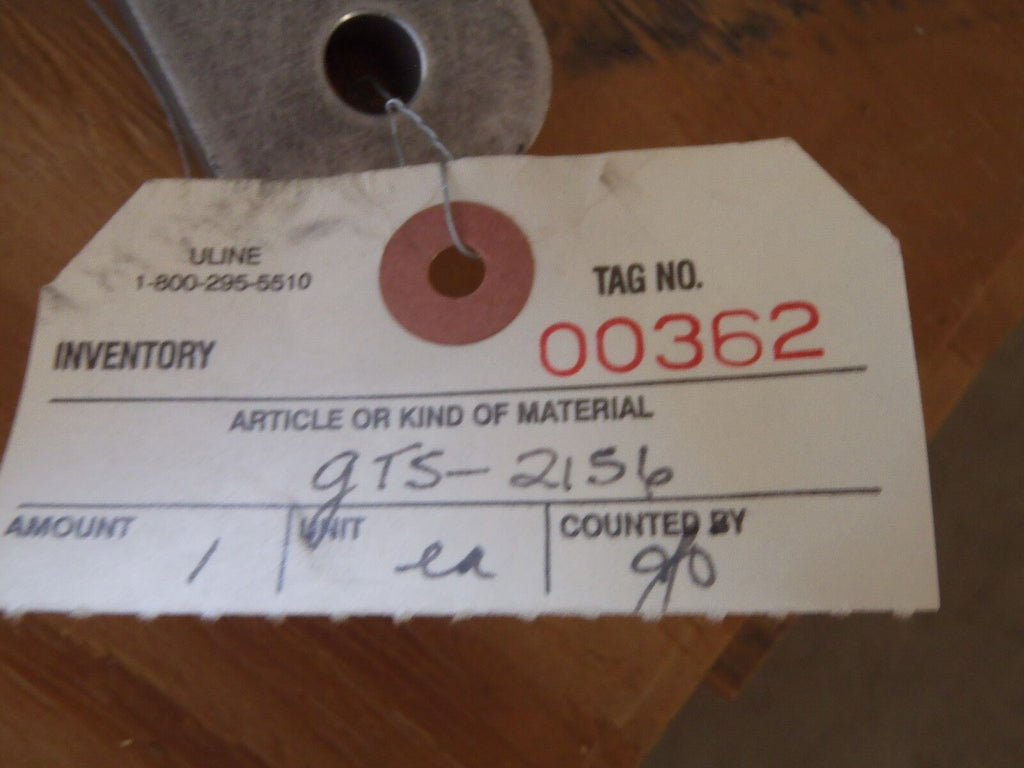 ULINE
1-800-295-5510
TAG NO.
INVENTORY
00362
ARTICLE OR KIND OF MATERIAL
gTS-2156
AMOUNT 1
UNIT ea
COUNTED BY